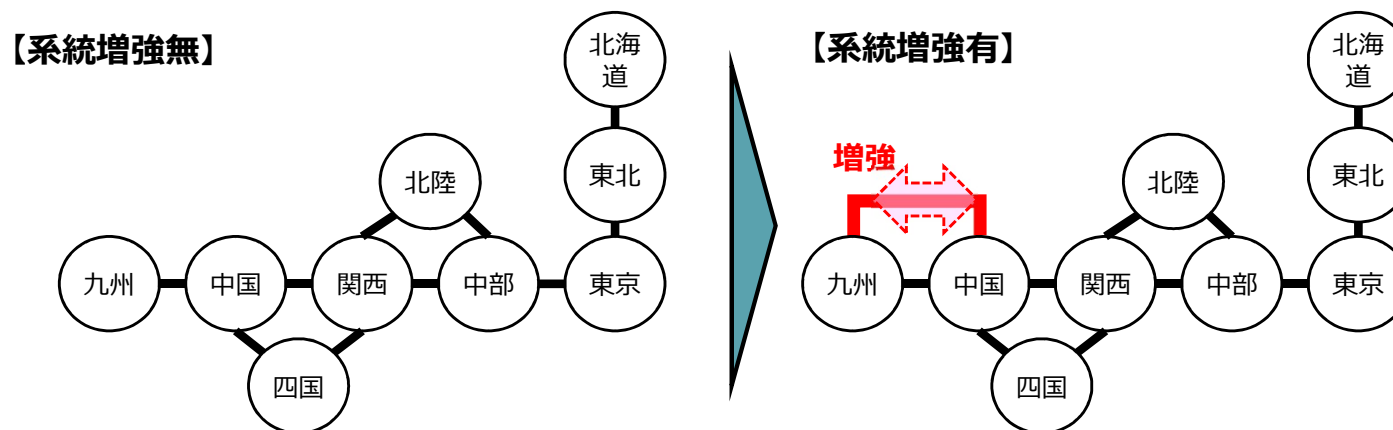 【系統増強無】
北海
道
東北
北陸
九州
中国
関西
中部
東京
四国
【系統増強有】
北海
道
増強
東北
北陸
九州
中国
関西
中部
東京
四国